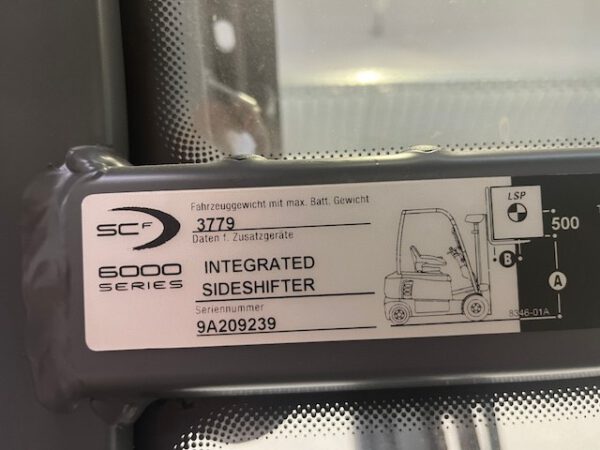 SCF
6000
SERIES
Fahrzeuggewicht mit max. Batt. Gewicht
3779
Daten f. Zusatzgeräte
INTEGRATED
SIDESHIFTER
Seriennummer
9A209239
LSP
500
B
A
8346-01A